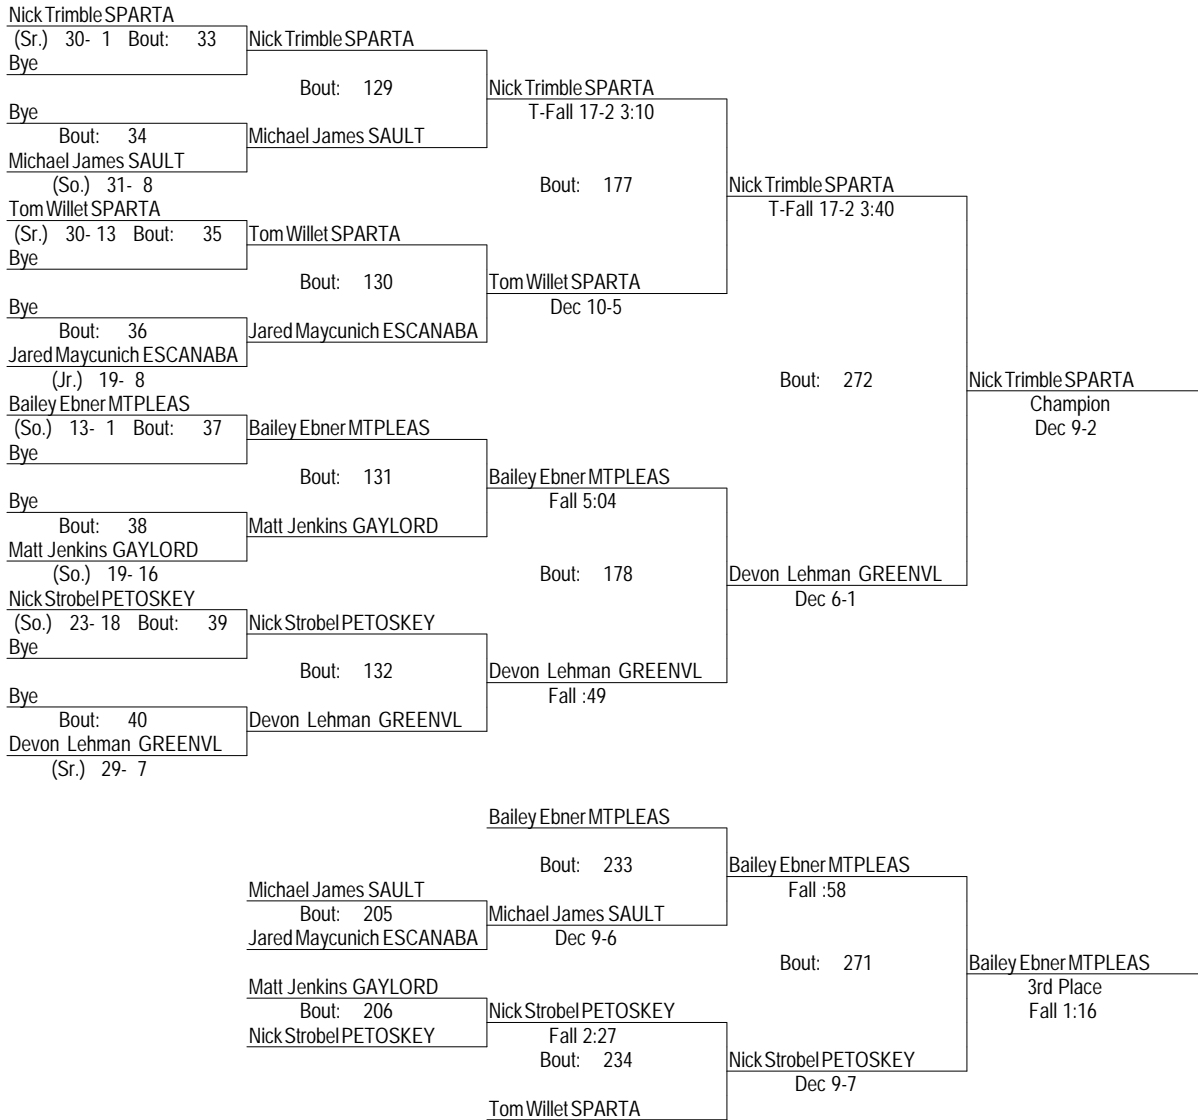 Nick Trimble SPARTA
(Sr.) 30- 1 Bout: 33
Nick Trimble SPARTA
Bye
Bout: 129
Nick Trimble SPARTA
Bye
T-Fall 17-2 3:10
Bout: 34
Michael James SAULT
Michael James SAULT
(So.) 31- 8
Bout: 177
Nick Trimble SPARTA
Tom Willet SPARTA
T-Fall 17-2 3:40
(Sr.) 30- 13 Bout: 35
Tom Willet SPARTA
Bye
Bout: 130
Tom Willet SPARTA
Bye
Dec 10-5
Bout: 36
Jared Maycunich ESCANABA
Jared Maycunich ESCANABA
(Jr.) 19- 8
Bout: 272
Nick Trimble SPARTA
Bailey Ebner MTPLEAS
Champion
(So.) 13- 1 Bout: 37
Bailey Ebner MTPLEAS
Dec 9-2
Bye
Bout: 131
Bailey Ebner MTPLEAS
Bye
Fall 5:04
Bout: 38
Matt Jenkins GAYLORD
Matt Jenkins GAYLORD
(So.) 19- 16
Bout: 178
Devon Lehman GREENVL
Nick Strobel PETOSKEY
Dec 6-1
(So.) 23- 18 Bout: 39
Nick Strobel PETOSKEY
Bye
Bout: 132
Devon Lehman GREENVL
Bye
Fall :49
Bout: 40
Devon Lehman GREENVL
Devon Lehman GREENVL
(Sr.) 29- 7
Bailey Ebner MTPLEAS
Bout: 233
Bailey Ebner MTPLEAS
Michael James SAULT
Fall :58
Bout: 205
Michael James SAULT
Jared Maycunich ESCANABA
Dec 9-6
Bout: 271
Bailey Ebner MTPLEAS
Matt Jenkins GAYLORD
3rd Place
Bout: 206
Nick Strobel PETOSKEY
Fall 1:16
Nick Strobel PETOSKEY
Fall 2:27
Bout: 234
Nick Strobel PETOSKEY
Dec 9-7
Tom Willet SPARTA